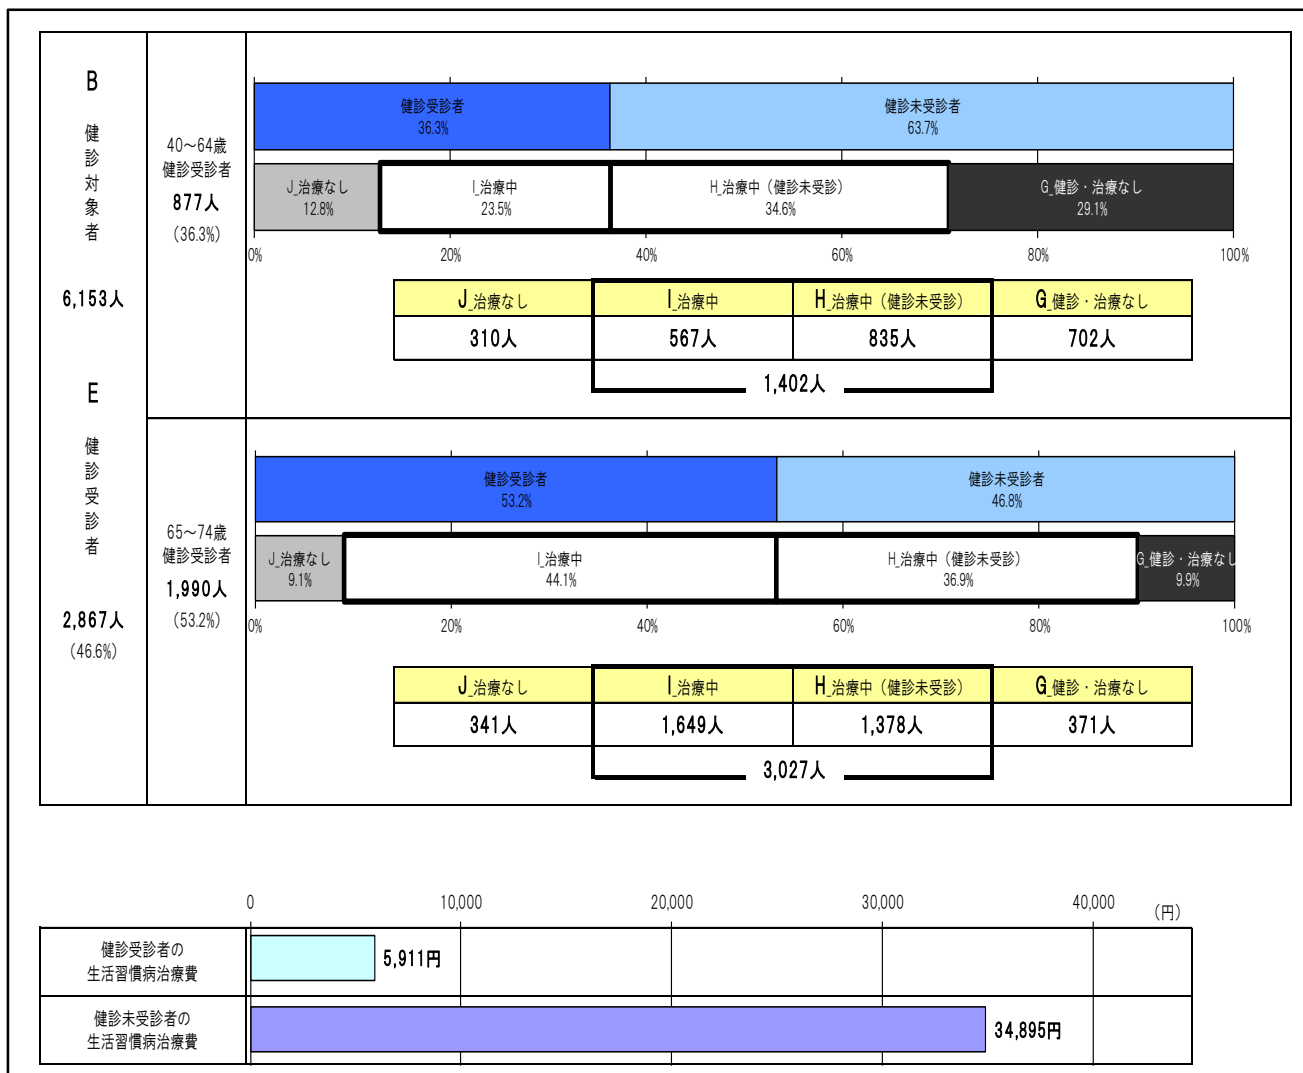 B
健診対象者
6,153人
E
健診受診者
2,867人
(46.6%)
40～64歳
健診受診者
877人
(36.3%)
健診受診者
36.3%
健診未受診者
63.7%
J_治療なし
12.8%
I_治療中
23.5%
H_治療中（健診未受診）
34.6%
G_健診・治療なし
29.1%
0% 20% 40% 60% 80% 100%
J_治療なし I_治療中 H_治療中（健診未受診） G_健診・治療なし
310人 567人 835人 702人
1,402人
65～74歳
健診受診者
1,990人
(53.2%)
健診受診者
53.2%
健診未受診者
46.8%
J_治療なし
9.1%
I_治療中
44.1%
H_治療中（健診未受診）
36.9%
G_健診・治療なし
9.9%
0% 20% 40% 60% 80% 100%
J_治療なし I_治療中 H_治療中（健診未受診） G_健診・治療なし
341人 1,649人 1,378人 371人
3,027人
0 10,000 20,000 30,000 40,000
（円）
健診受診者の
生活習慣病治療費
5,911円
健診未受診者の
生活習慣病治療費
34,895円